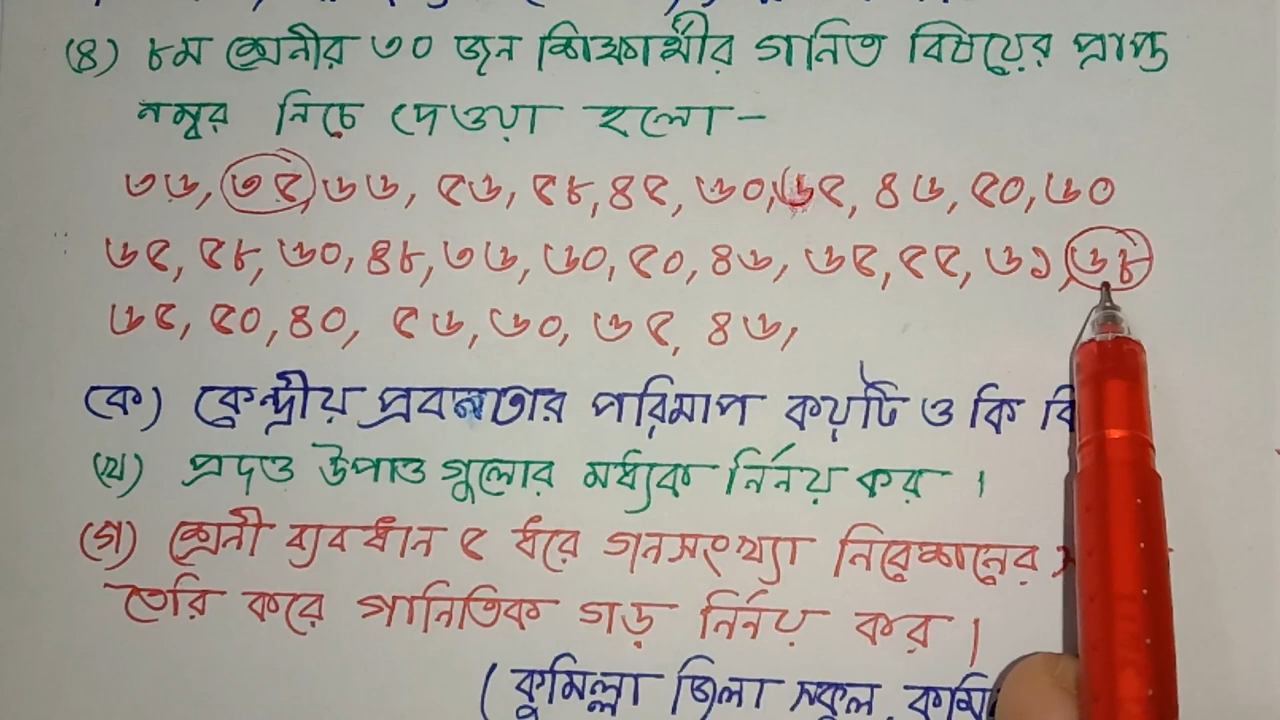 (৪) ৮ম শ্রেনীর ৩০ জন শিক্ষার্থীর গানিত বিষয়ের প্রাপ্ত
নম্বর নিচে দেওয়া হলো-
৩৬, ৩৫, ৬৬, ৫৬, ৫৮, ৪৫, ৬০, ৬৫, ৪৬, ৫০, ৬০
৬৫, ৫৮, ৬০, ৪৮, ৩৬, ৬০, ৫০, ৪৬, ৬৫, ৫৫, ৬১, ৬৮
৬৫, ৫০, ৪০, ৫৬, ৬০, ৬৫, ৪৬,
(ক) কেন্দ্রীয় প্রবনতার পরিমাপ কয়টি ও কি
(খ) প্রদত্ত উপাত্ত গুলোর মধ্যক নির্নয় কর ।
(গ) শ্রেনী ব্যবধান ৫ ধরে গনসংখ্যা নিবেশনের
তৈরি করে গানিতিক গড় নির্নয় কর ।
(কুমিল্লা জিলা স্কুল,